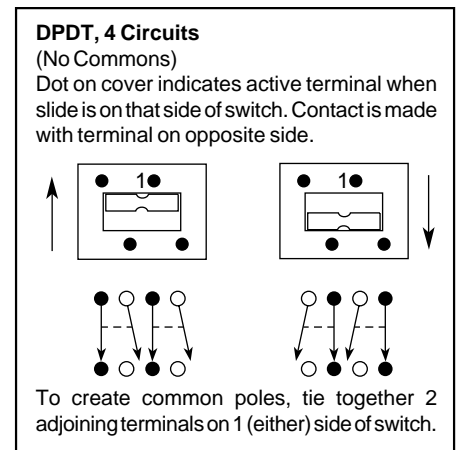 DPDT, 4 Circuits
(No Commons)
Dot on cover indicates active terminal when
slide is on that side of switch. Contact is made
with terminal on opposite side.
1 1
To create common poles, tie together 2
adjoining terminals on 1 (either) side of switch.